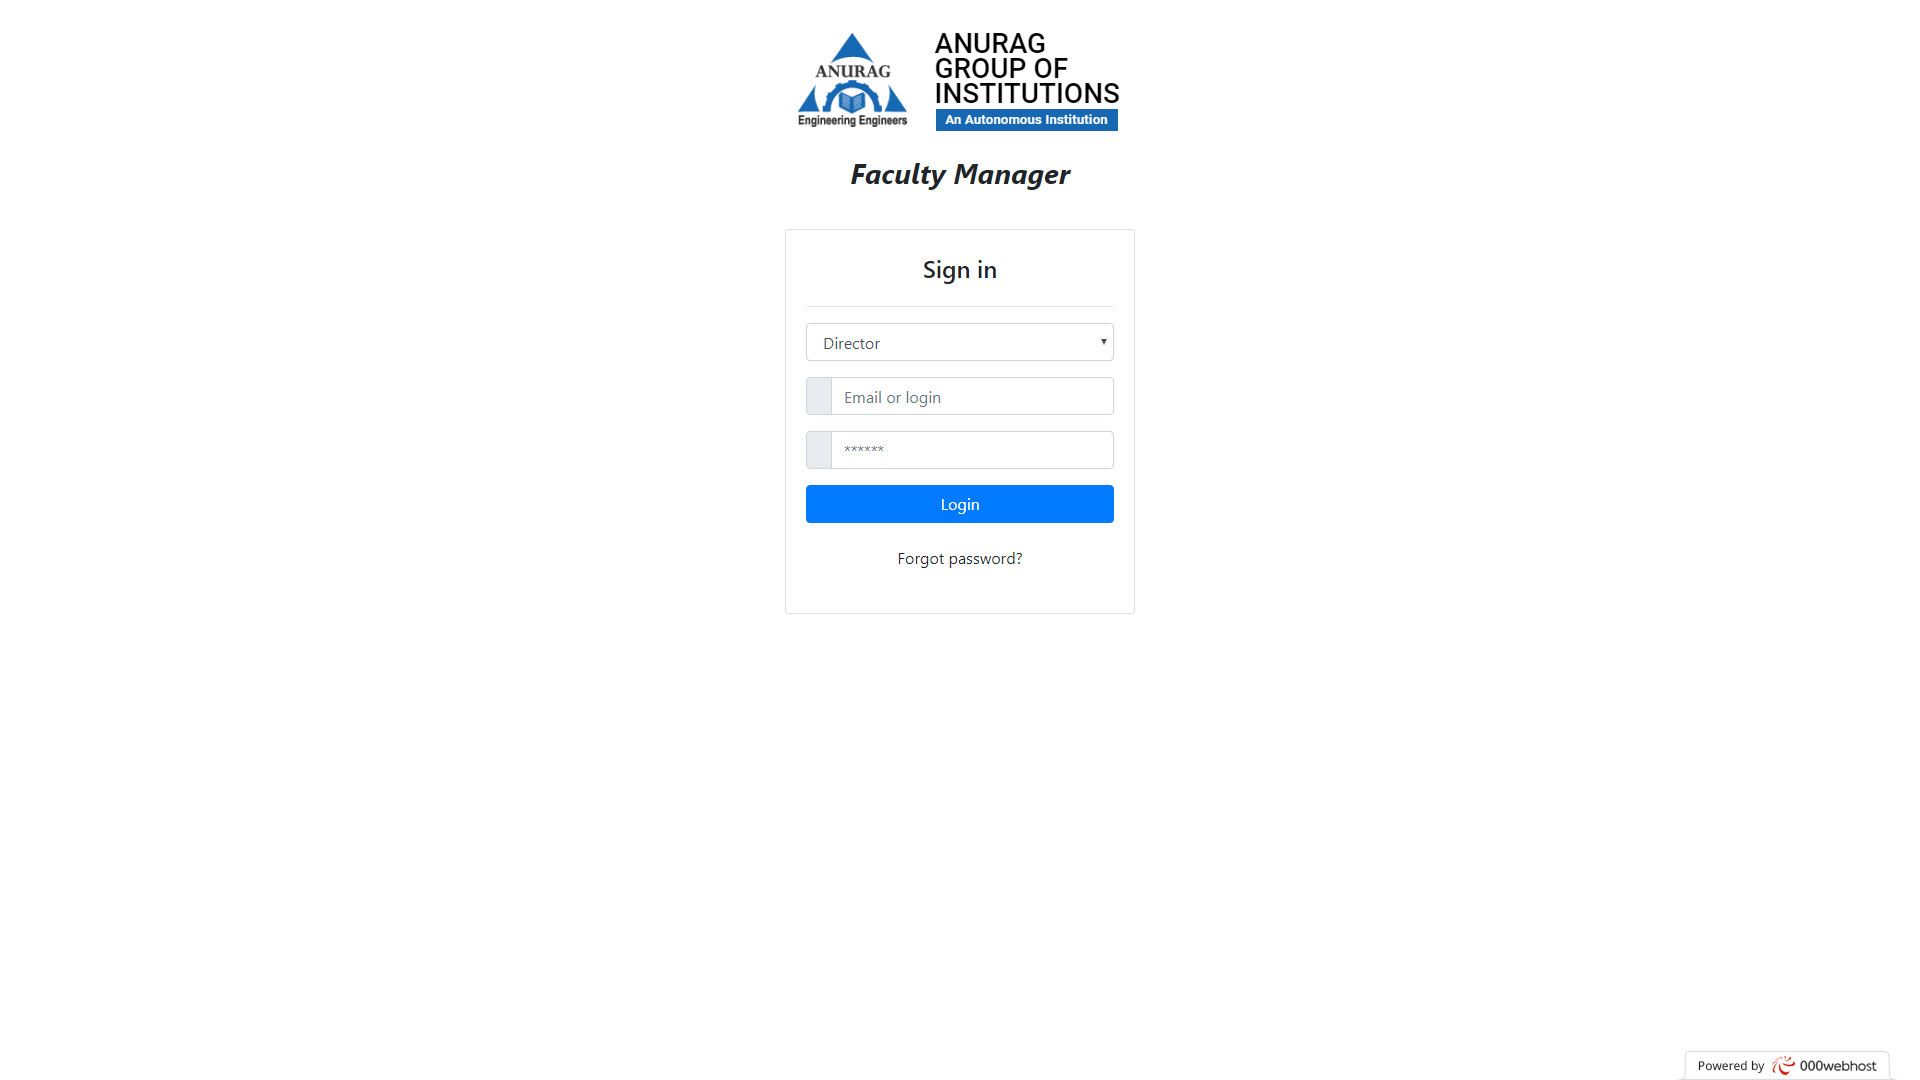 ANURAG
Engineering Engineers
ANURAG
GROUP OF
INSTITUTIONS
An Autonomous Institution
Faculty Manager
Sign in
Director
Email or login
******
Login
Forgot password?
Powered by 000webhost